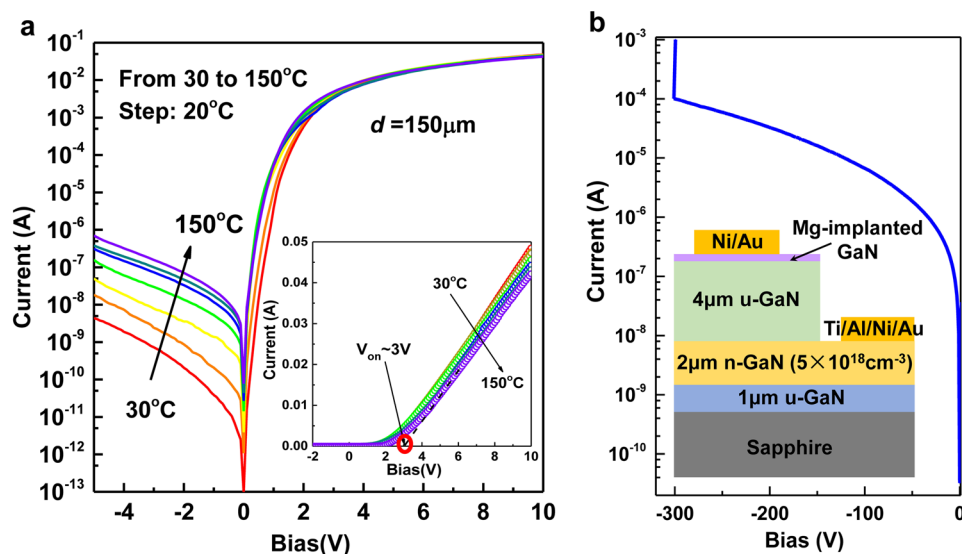 a
From 30 to 150°C
Step: 20°C
d =150μm
150°C
30°C
Current (A)
10⁻¹
10⁻²
10⁻³
10⁻⁴
10⁻⁵
10⁻⁶
10⁻⁷
10⁻⁸
10⁻⁹
10⁻¹⁰
10⁻¹¹
10⁻¹²
10⁻¹³
-4 -2 0 2 4 6 8 10
Bias(V)
Current (A)
0.05
0.04
0.03
0.02
0.01
0.00
30°C
Vₒₙ~3V
150°C
-2 0 2 4 6 8 10
Bias(V)
b
Current (A)
10⁻³
10⁻⁴
10⁻⁵
10⁻⁶
10⁻⁷
10⁻⁸
10⁻⁹
10⁻¹⁰
Ni/Au
Mg-implanted
GaN
4μm u-GaN
Ti/Al/Ni/Au
2μm n-GaN (5×10¹⁸cm⁻³)
1μm u-GaN
Sapphire
-300 -200 -100 0
Bias (V)